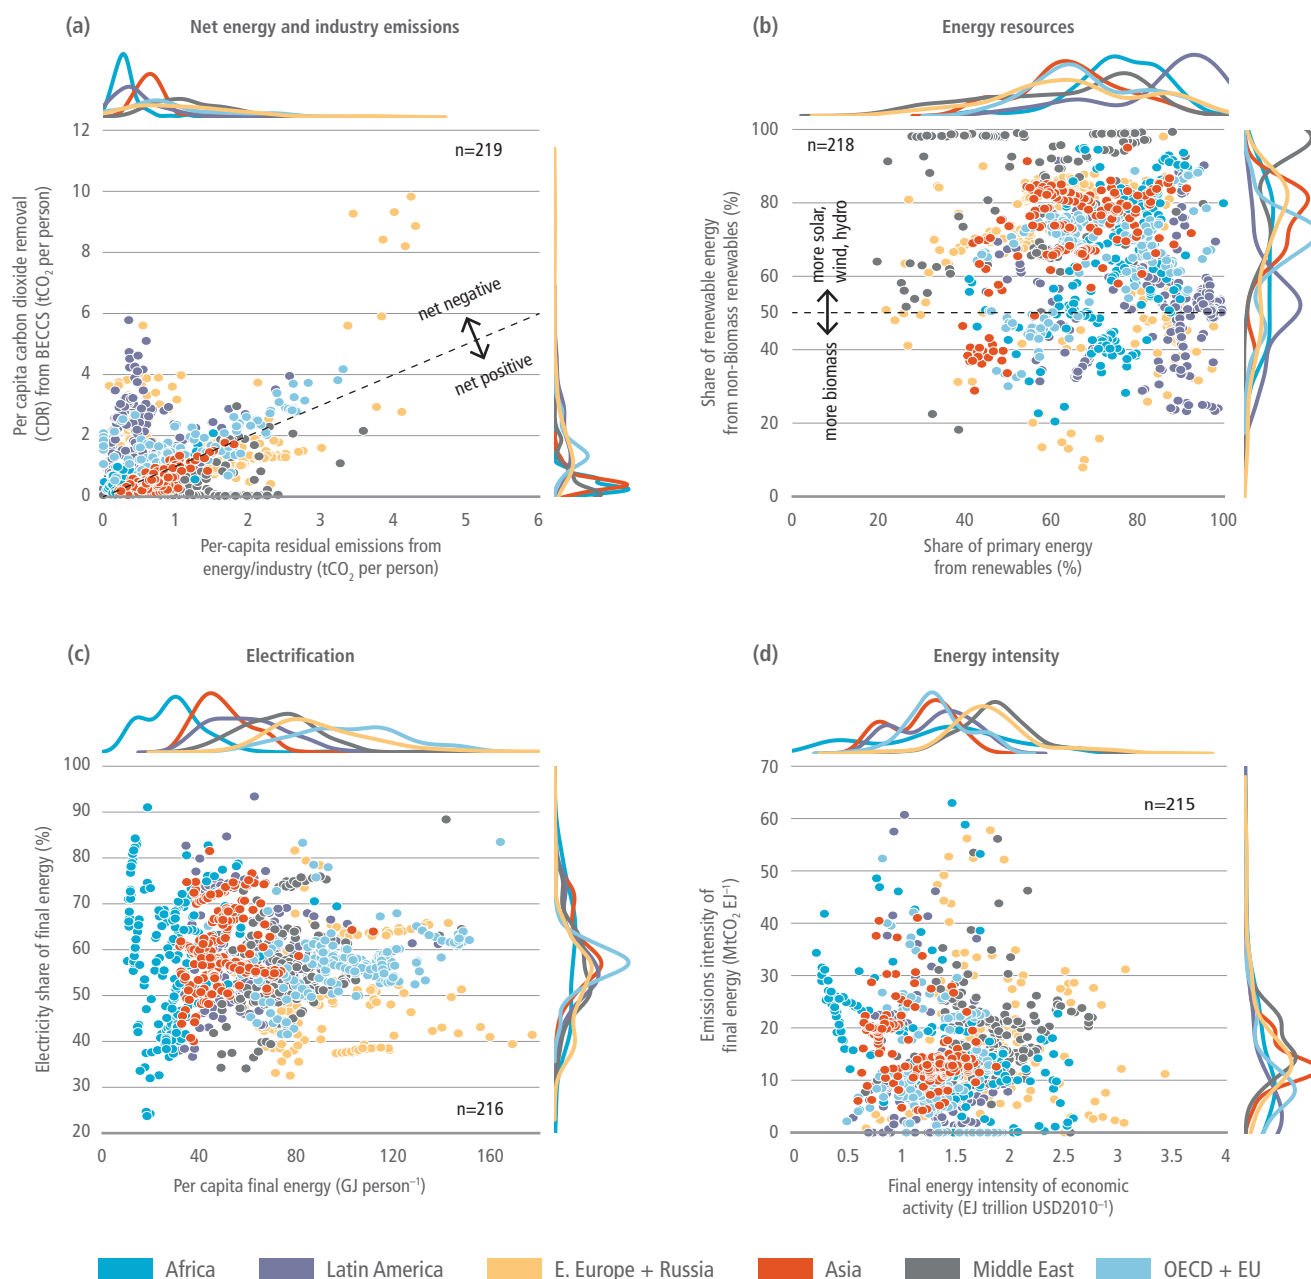 (a) Net energy and industry emissions
12
10
8
6
4
2
0
n=219
net negative
net positive
Per capita carbon dioxide removal
(CDR) from BECCS (tCO2 per person)
0 1 2 3 4 5 6
Per-capita residual emissions from
energy/industry (tCO2 per person)
(b) Energy resources
100
80
60
40
20
0
n=218
more solar,
wind, hydro
more biomass
Share of renewable energy
from non-Biomass renewables (%)
0 20 40 60 80 100
Share of primary energy
from renewables (%)
(c) Electrification
100
90
80
70
60
50
40
30
20
n=216
Electricity share of final energy (%)
0 40 80 120 160
Per capita final energy (GJ person⁻¹)
(d) Energy intensity
70
60
50
40
30
20
10
0
n=215
Emissions intensity of
final energy (MtCO2 EJ⁻¹)
0 0.5 1 1.5 2 2.5 3 3.5 4
Final energy intensity of economic
activity (EJ trillion USD2010⁻¹)
Africa Latin America E. Europe + Russia Asia Middle East OECD + EU